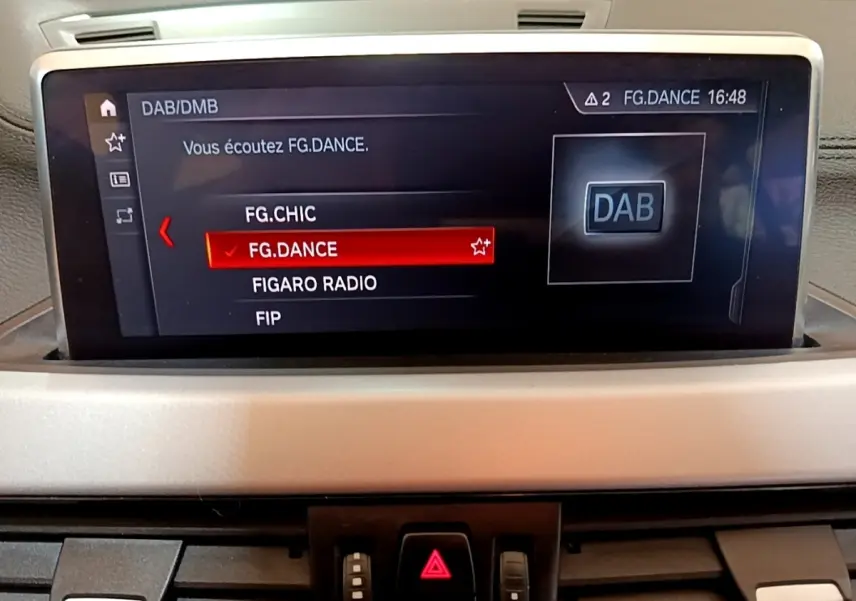 DAB/DMB
2 FG.DANCE 16:48
Vous écoutez FG.DANCE.
DAB
FG.CHIC
FG.DANCE
FIGARO RADIO
FIP